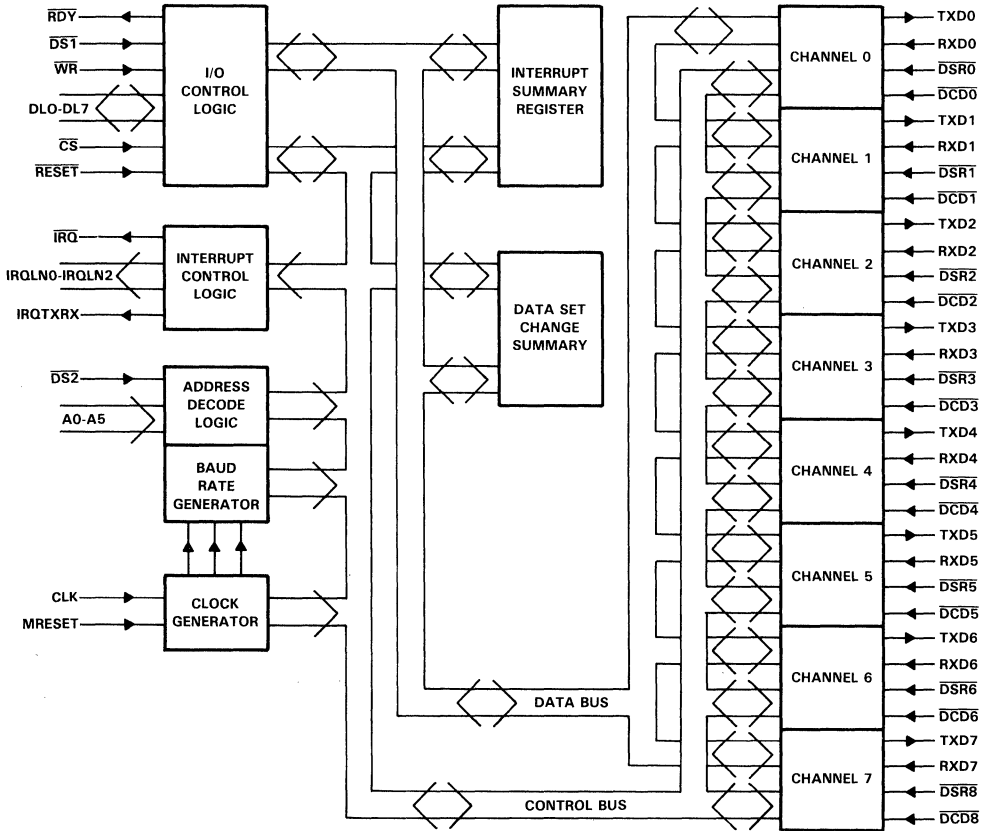 RDY
DS1
WR
DLO-DL7
CS
RESET
I/O
CONTROL
LOGIC
IRQ
IRQLN0-IRQLN2
IRQTXRX
INTERRUPT
CONTROL
LOGIC
DS2
A0-A5
ADDRESS
DECODE
LOGIC
BAUD
RATE
GENERATOR
CLK
MRESET
CLOCK
GENERATOR
INTERRUPT
SUMMARY
REGISTER
DATA SET
CHANGE
SUMMARY
DATA BUS
CONTROL BUS
CHANNEL 0
TXD0
RXD0
DSR0
DCD0
CHANNEL 1
TXD1
RXD1
DSR1
DCD1
CHANNEL 2
TXD2
RXD2
DSR2
DCD2
CHANNEL 3
TXD3
RXD3
DSR3
DCD3
CHANNEL 4
TXD4
RXD4
DSR4
DCD4
CHANNEL 5
TXD5
RXD5
DSR5
DCD5
CHANNEL 6
TXD6
RXD6
DSR6
DCD6
CHANNEL 7
TXD7
RXD7
DSR8
DCD8